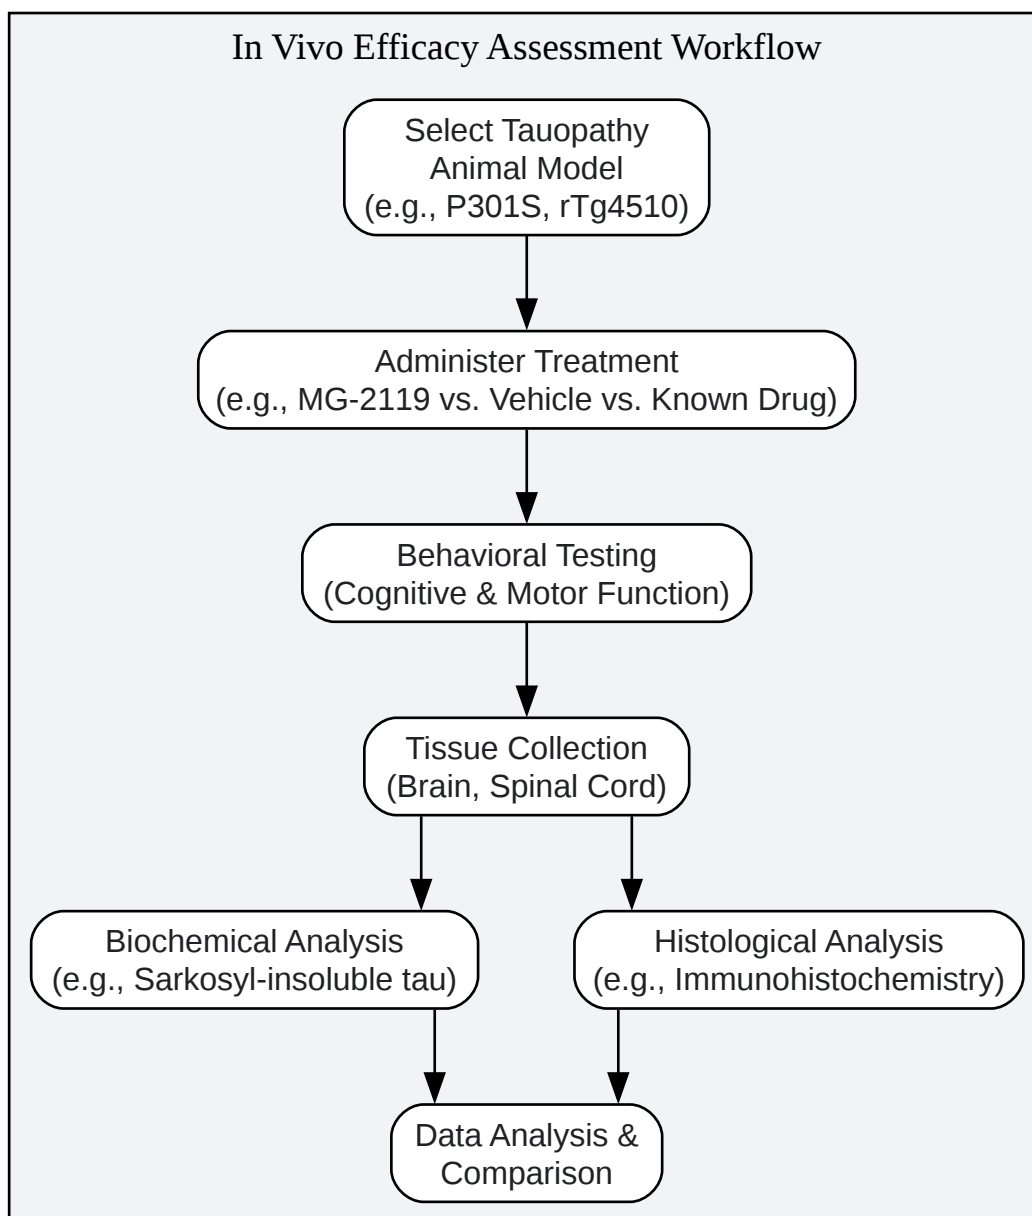 In Vivo Efficacy Assessment Workflow
Select Tauopathy
Animal Model
(e.g., P301S, rTg4510)
Administer Treatment
(e.g., MG-2119 vs. Vehicle vs. Known Drug)
Behavioral Testing
(Cognitive & Motor Function)
Tissue Collection
(Brain, Spinal Cord)
Biochemical Analysis
(e.g., Sarkosyl-insoluble tau)
Histological Analysis
(e.g., Immunohistochemistry)
Data Analysis &
Comparison